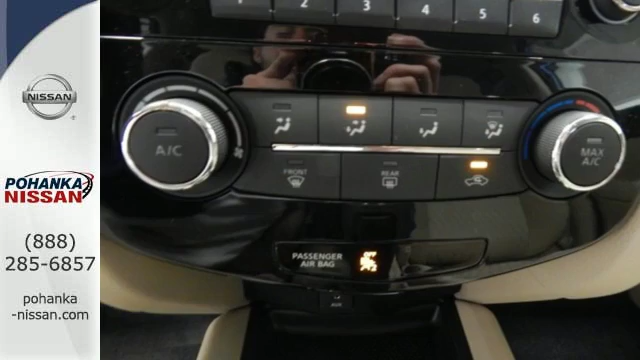 NISSAN
®
POHANKA
NISSAN
(888)
285-6857
pohanka
-nissan.com
1 2 3 4 5 6
A/C
MAX
A/C
FRONT
REAR
PASSENGER
AIR BAG
AUX